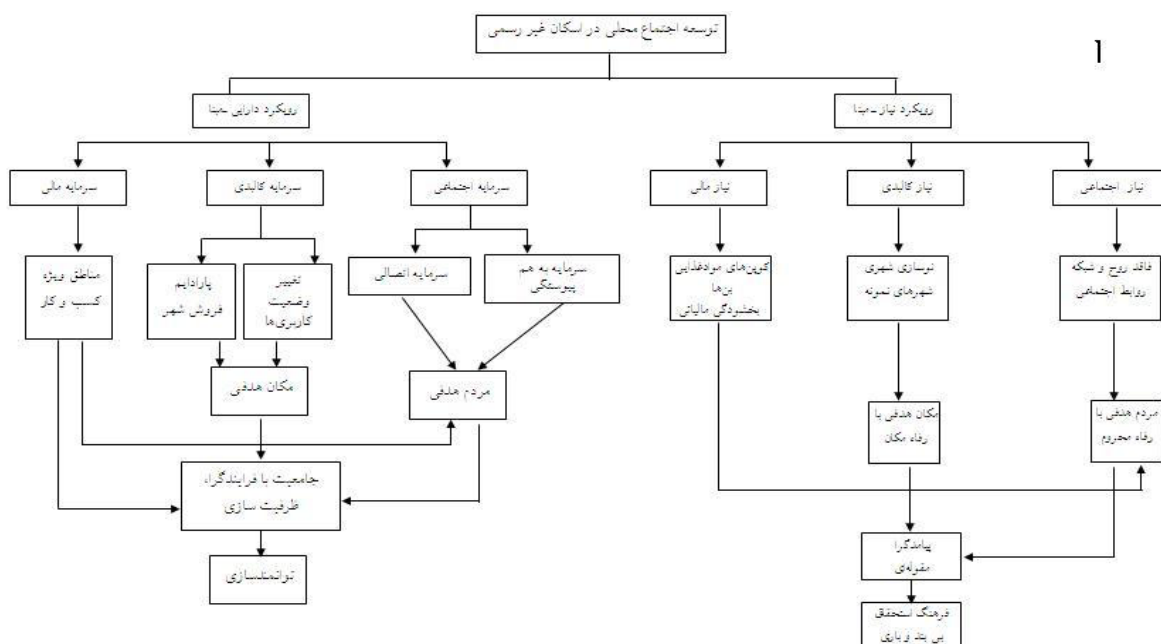 توسعه اجتماع محلی در اسکان غیر رسمی
1
رویکرد نیاز-مبنا
رویکرد دارایی-مبنا
نیاز اجتماعی
نیاز کالبدی
نیاز مالی
سرمایه اجتماعی
سرمایه کالبدی
سرمایه مالی
فاقد روح و شبکه
روابط اجتماعی
نوسازی شهری
شهرهای نمونه
کوپن‌های موادغذایی
بن‌ها
بخشودگی مالیاتی
سرمایه به هم
پیوستگی
سرمایه اتصالی
تغییر
وضعیت
کاربری‌ها
پارادایم
فروش شهر
مناطق ویژه
کسب و کار
مردم هدفی با
رفاه محروم
مکان هدفی با
رفاه مکان
مردم هدفی
مکان هدفی
جامعیت با فرایندگرا،
ظرفیت سازی
توانمندسازی
پیامدگرا
مقوله‌ی
فرهنگ استحقاق
بی بند و باری